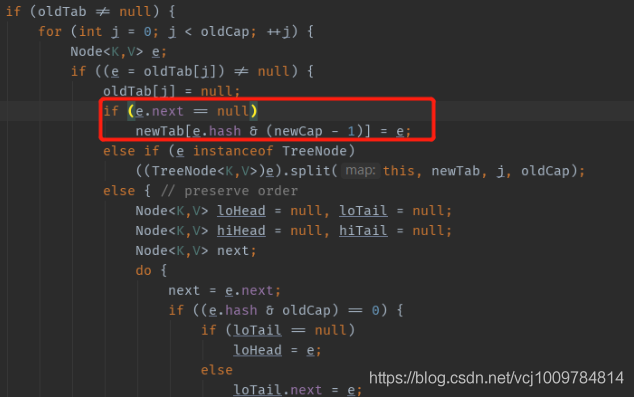 if (oldTab != null) {
for (int j = 0; j < oldCap; ++j) {
Node<K,V> e;
if ((e = oldTab[j]) != null) {
oldTab[j] = null;
if (e.next == null)
newTab[e.hash & (newCap - 1)] = e;
else if (e instanceof TreeNode)
((TreeNode<K,V>)e).split( map: this, newTab, j, oldCap);
else { // preserve order
Node<K,V> loHead = null, loTail = null;
Node<K,V> hiHead = null, hiTail = null;
Node<K,V> next;
do {
next = e.next;
if ((e.hash & oldCap) == 0) {
if (loTail == null)
loHead = e;
else
loTail.next = e;
https://blog.csdn.net/vcj1009784814